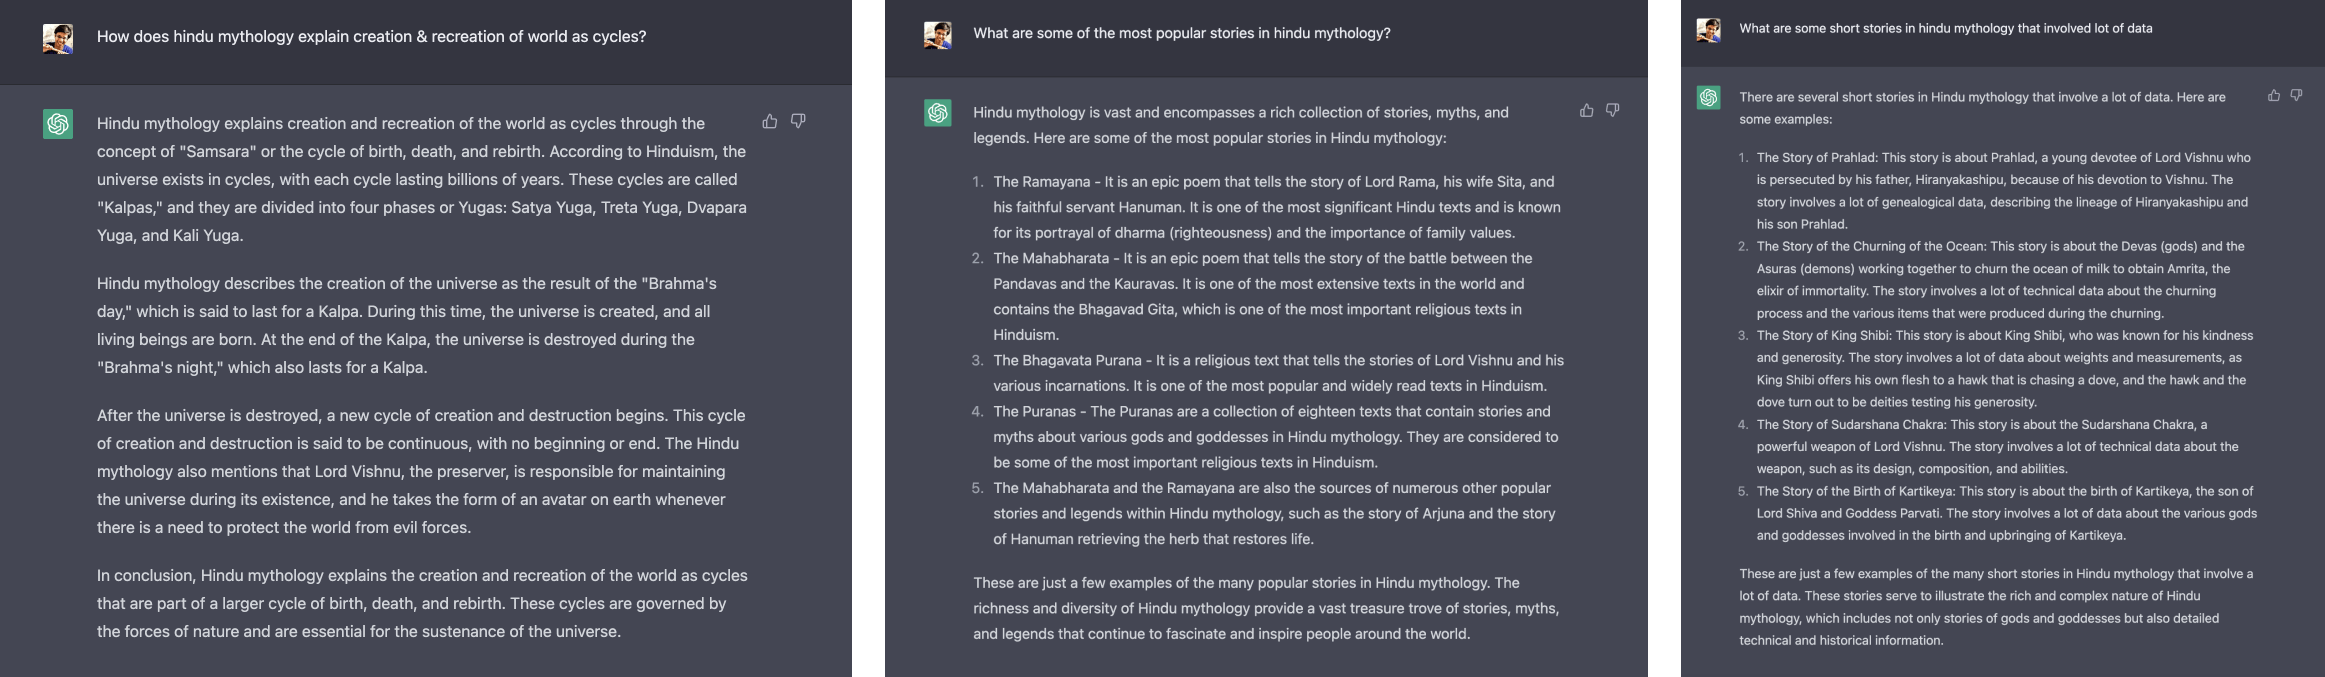 How does hindu mythology explain creation & recreation of world as cycles?
Hindu mythology explains creation and recreation of the world as cycles through the
concept of "Samsara" or the cycle of birth, death, and rebirth. According to Hinduism, the
universe exists in cycles, with each cycle lasting billions of years. These cycles are called
"Kalpas," and they are divided into four phases or Yugas: Satya Yuga, Treta Yuga, Dvapara
Yuga, and Kali Yuga.
Hindu mythology describes the creation of the universe as the result of the "Brahma's
day," which is said to last for a Kalpa. During this time, the universe is created, and all
living beings are born. At the end of the Kalpa, the universe is destroyed during the
"Brahma's night," which also lasts for a Kalpa.
After the universe is destroyed, a new cycle of creation and destruction begins. This cycle
of creation and destruction is said to be continuous, with no beginning or end. The Hindu
mythology also mentions that Lord Vishnu, the preserver, is responsible for maintaining
the universe during its existence, and he takes the form of an avatar on earth whenever
there is a need to protect the world from evil forces.
In conclusion, Hindu mythology explains the creation and recreation of the world as cycles
that are part of a larger cycle of birth, death, and rebirth. These cycles are governed by
the forces of nature and are essential for the sustenance of the universe.
What are some of the most popular stories in hindu mythology?
Hindu mythology is vast and encompasses a rich collection of stories, myths, and
legends. Here are some of the most popular stories in Hindu mythology:
1. The Ramayana - It is an epic poem that tells the story of Lord Rama, his wife Sita, and
his faithful servant Hanuman. It is one of the most significant Hindu texts and is known
for its portrayal of dharma (righteousness) and the importance of family values.
2. The Mahabharata - It is an epic poem that tells the story of the battle between the
Pandavas and the Kauravas. It is one of the most extensive texts in the world and
contains the Bhagavad Gita, which is one of the most important religious texts in
Hinduism.
3. The Bhagavata Purana - It is a religious text that tells the stories of Lord Vishnu and his
various incarnations. It is one of the most popular and widely read texts in Hinduism.
4. The Puranas - The Puranas are a collection of eighteen texts that contain stories and
myths about various gods and goddesses in Hindu mythology. They are considered to
be some of the most important religious texts in Hinduism.
5. The Mahabharata and the Ramayana are also the sources of numerous other popular
stories and legends within Hindu mythology, such as the story of Arjuna and the story
of Hanuman retrieving the herb that restores life.
These are just a few examples of the many popular stories in Hindu mythology. The
richness and diversity of Hindu mythology provide a vast treasure trove of stories, myths,
and legends that continue to fascinate and inspire people around the world.
What are some short stories in hindu mythology that involved lot of data
There are several short stories in Hindu mythology that involve a lot of data. Here are
some examples:
1. The Story of Prahlad: This story is about Prahlad, a young devotee of Lord Vishnu who
is persecuted by his father, Hiranyakashipu, because of his devotion to Vishnu. The
story involves a lot of genealogical data, describing the lineage of Hiranyakashipu and
his son Prahlad.
2. The Story of the Churning of the Ocean: This story is about the Devas (gods) and the
Asuras (demons) working together to churn the ocean of milk to obtain Amrita, the
elixir of immortality. The story involves a lot of technical data about the churning
process and the various items that were produced during the churning.
3. The Story of King Shibi: This story is about King Shibi, who was known for his kindness
and generosity. The story involves a lot of data about weights and measurements, as
King Shibi offers his own flesh to a hawk that is chasing a dove, and the hawk and the
dove turn out to be deities testing his generosity.
4. The Story of Sudarshana Chakra: This story is about the Sudarshana Chakra, a
powerful weapon of Lord Vishnu. The story involves a lot of technical data about the
weapon, such as its design, composition, and abilities.
5. The Story of the Birth of Kartikeya: This story is about the birth of Kartikeya, the son of
Lord Shiva and Goddess Parvati. The story involves a lot of data about the various gods
and goddesses involved in the birth and upbringing of Kartikeya.
These are just a few examples of the many short stories in Hindu mythology that involve a
lot of data. These stories serve to illustrate the rich and complex nature of Hindu
mythology, which includes not only stories of gods and goddesses but also detailed
technical and historical information.